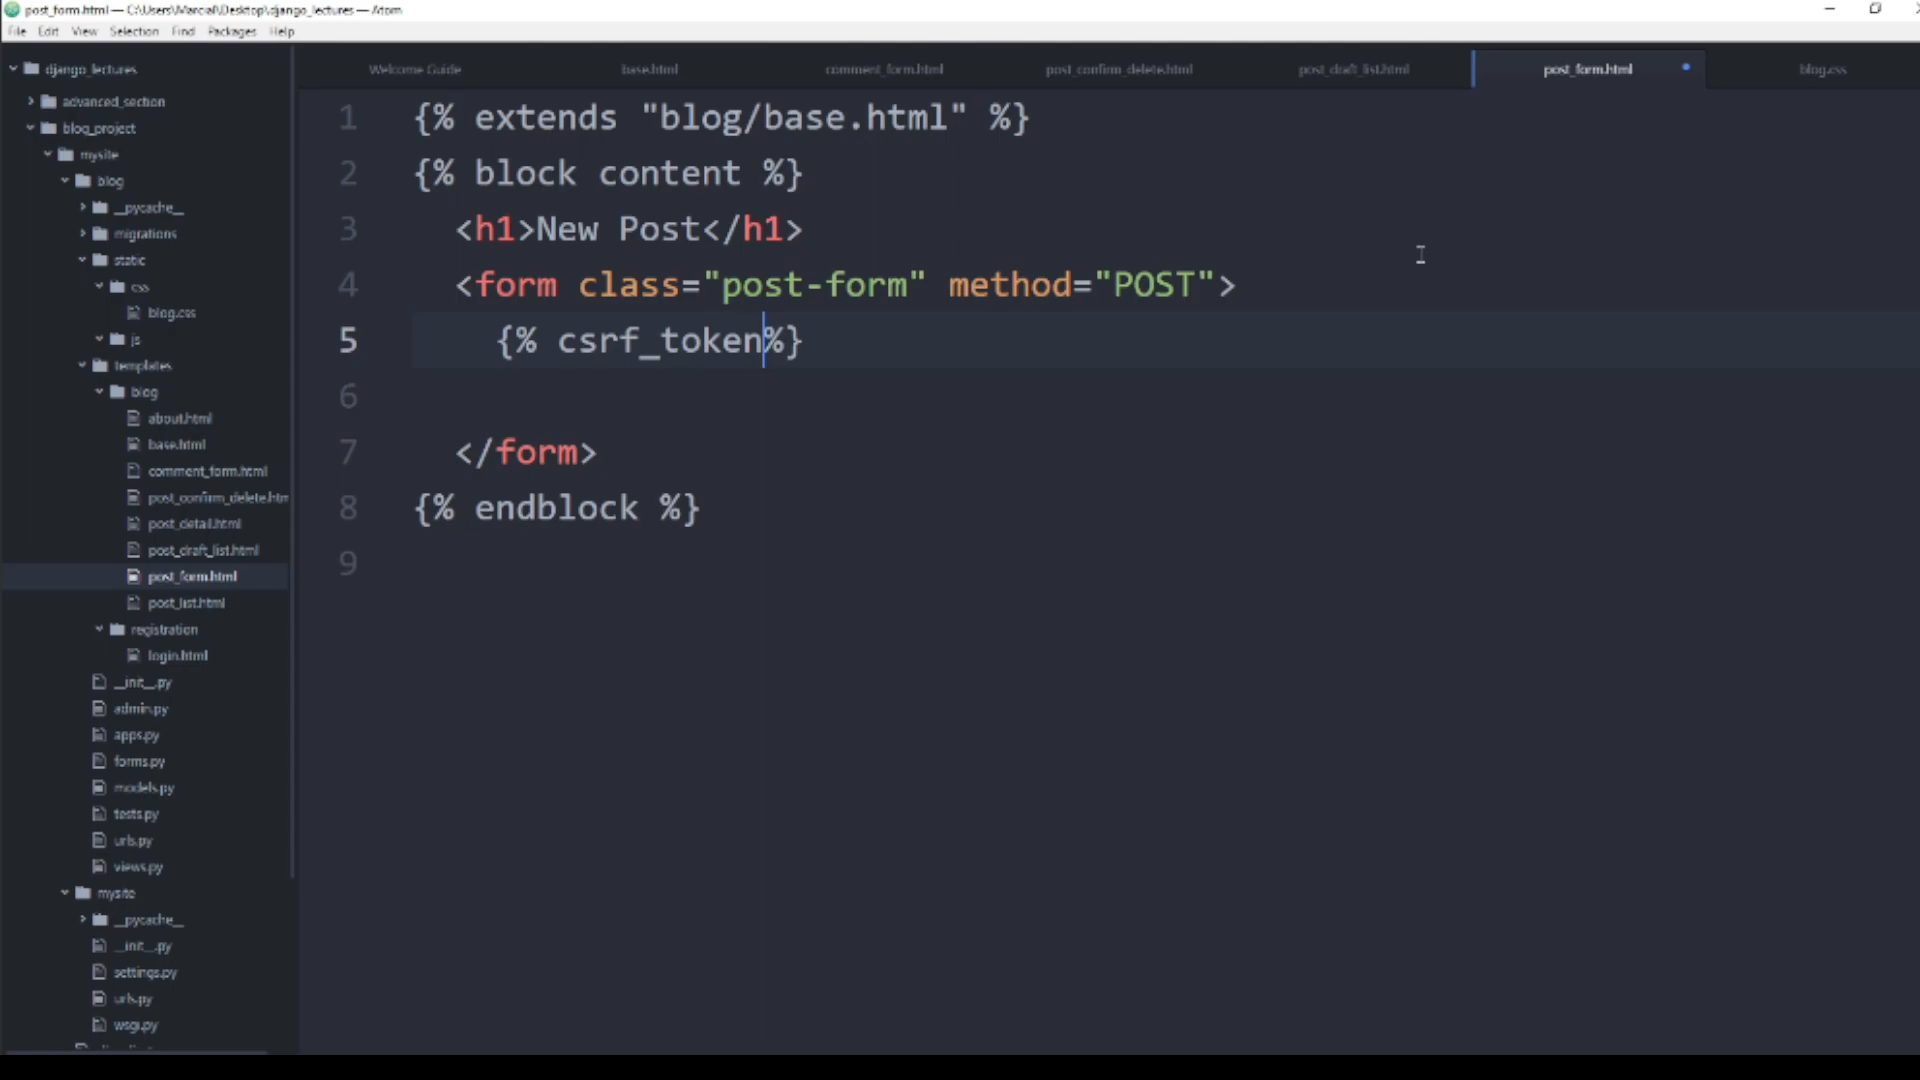 post_form.html — C:\Users\Marcial\Desktop\django_lectures — Atom
File Edit View Selection Find Packages Help
django_lectures
advanced_section
blog_project
mysite
blog
__pycache__
migrations
static
css
blog.css
js
templates
blog
about.html
base.html
comment_form.html
post_confirm_delete.htm
post_detail.html
post_draft_list.html
post_form.html
post_list.html
registration
login.html
__init__.py
admin.py
apps.py
forms.py
models.py
tests.py
urls.py
views.py
mysite
__pycache__
__init__.py
settings.py
urls.py
wsgi.py
Welcome Guide base.html comment_form.html post_confirm_delete.html post_draft_list.html post_form.html blog.css
1 {% extends "blog/base.html" %}
2 {% block content %}
3 <h1>New Post</h1>
4 <form class="post-form" method="POST">
5 {% csrf_token%}
6
7 </form>
8 {% endblock %}
9